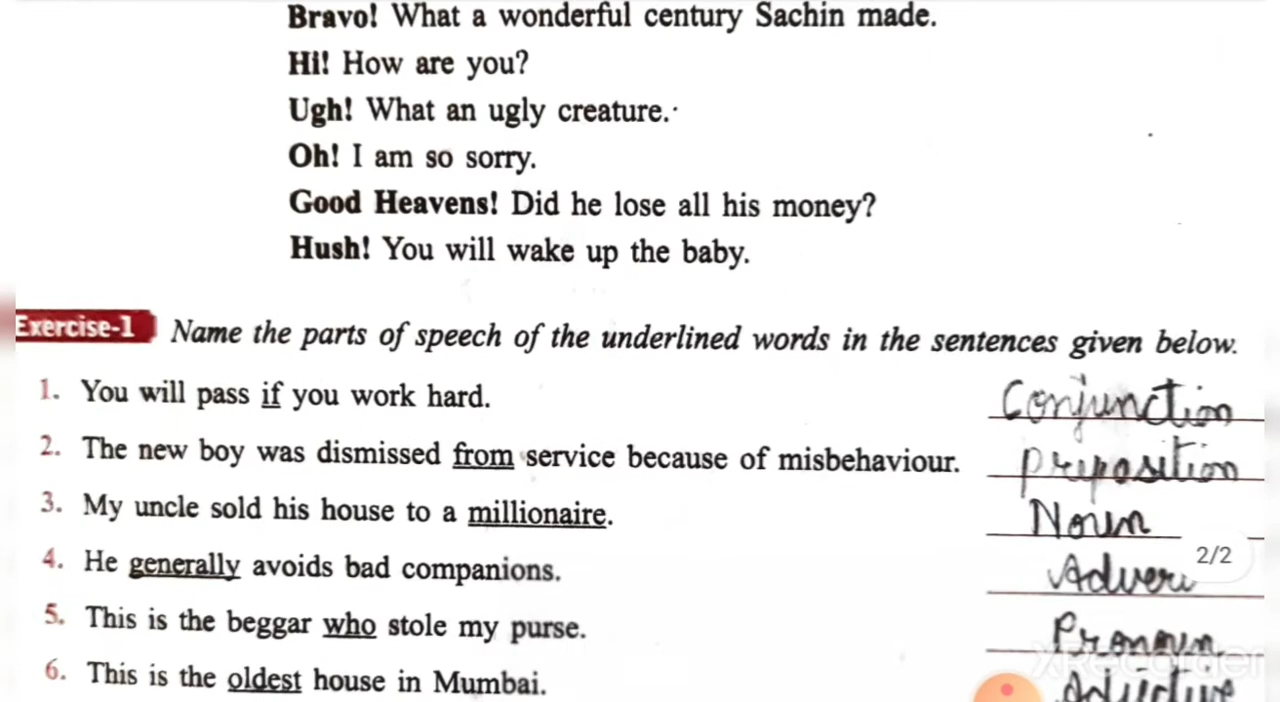 Bravo! What a wonderful century Sachin made.
Hi! How are you?
Ugh! What an ugly creature.
Oh! I am so sorry.
Good Heavens! Did he lose all his money?
Hush! You will wake up the baby.
Exercise-1 Name the parts of speech of the underlined words in the sentences given below.
1. You will pass if you work hard. Conjunction
2. The new boy was dismissed from service because of misbehaviour. Preposition
3. My uncle sold his house to a millionaire. Noun
2/2
4. He generally avoids bad companions. Adver
5. This is the beggar who stole my purse. Pronoun
XRecorder
6. This is the oldest house in Mumbai. Adjective